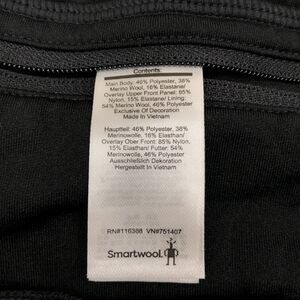 Contents:
Main Body: 46% Polyester, 38%
Merino Wool, 16% Elastane/
Overlay Upper Front Panel: 85%
Nylon, 15% Elastane/ Lining:
54% Merino Wool, 46% Polyester
Exclusive Of Decoration
Made In Vietnam
Hauptteil: 46% Polyester, 38%
Merinowolle, 16% Elasthan/
Overlay Ober Front: 85% Nylon,
15% Elasthan/ Futter: 54%
Merinowolle, 46% Polyester
Ausschließlich Dekoration
Hergestellt In Vietnam
RN#116388 VN#751407
Smartwool